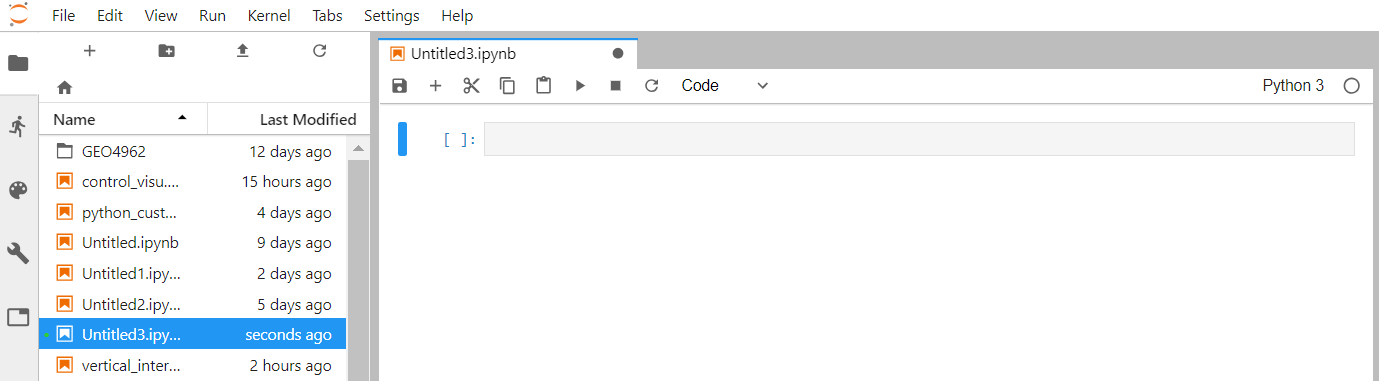 File Edit View Run Kernel Tabs Settings Help
Untitled3.ipynb
Code
Python 3
Name Last Modified
[ ]:
GEO4962 12 days ago
control_visu.... 15 hours ago
python_cust... 4 days ago
Untitled.ipynb 9 days ago
Untitled1.ipy... 2 days ago
Untitled2.ipy... 5 days ago
Untitled3.ipy... seconds ago
vertical_inter... 2 hours ago